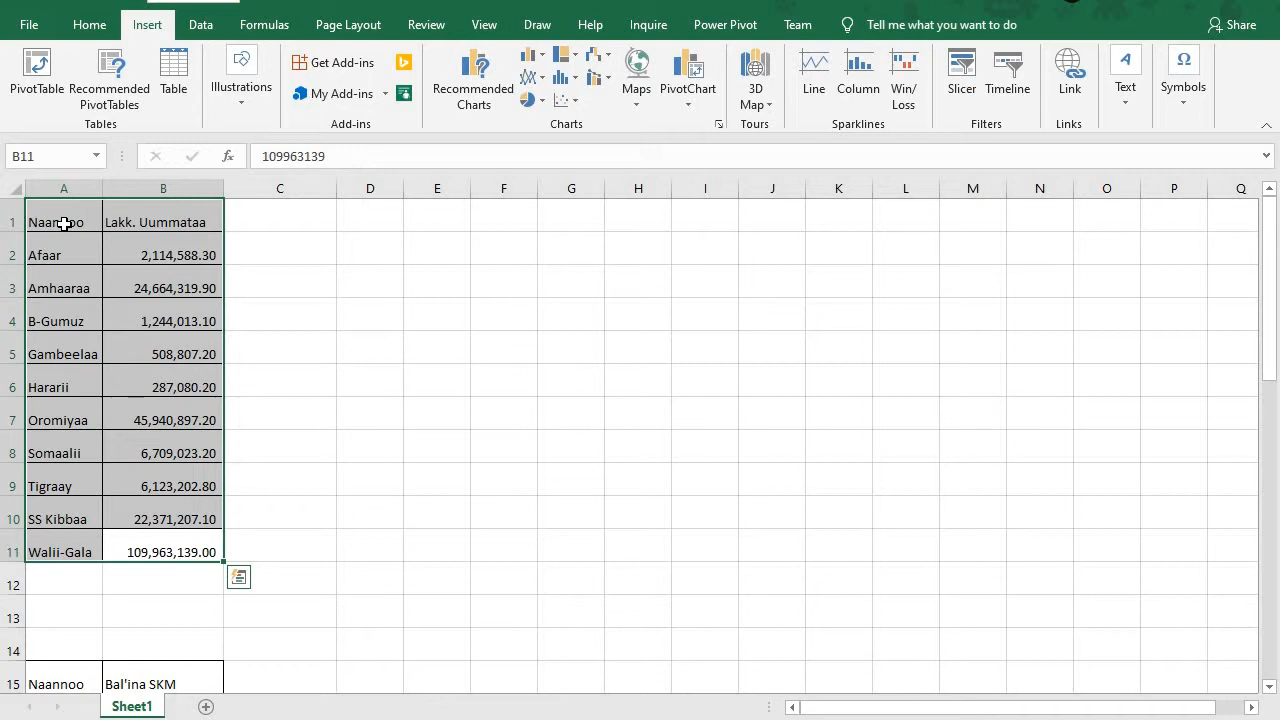 File Home Insert Data Formulas Page Layout Review View Draw Help Inquire Power Pivot Team Tell me what you want to do Share
PivotTable Recommended PivotTables Table Illustrations Get Add-ins My Add-ins Recommended Charts Maps PivotChart 3D Map Line Column Win/Loss Slicer Timeline Link Text Symbols
Tables Add-ins Charts Tours Sparklines Filters Links
B11 fx 109963139
A B C D E F G H I J K L M N O P Q
1 Naannoo Lakk. Uummataa
2 Afaar 2,114,588.30
3 Amhaaraa 24,664,319.90
4 B-Gumuz 1,244,013.10
5 Gambeelaa 508,807.20
6 Hararii 287,080.20
7 Oromiyaa 45,940,897.20
8 Somaalii 6,709,023.20
9 Tigraay 6,123,202.80
10 SS Kibbaa 22,371,207.10
11 Walii-Gala 109,963,139.00
12
13
14
15 Naannoo Bal'ina SKM
Sheet1